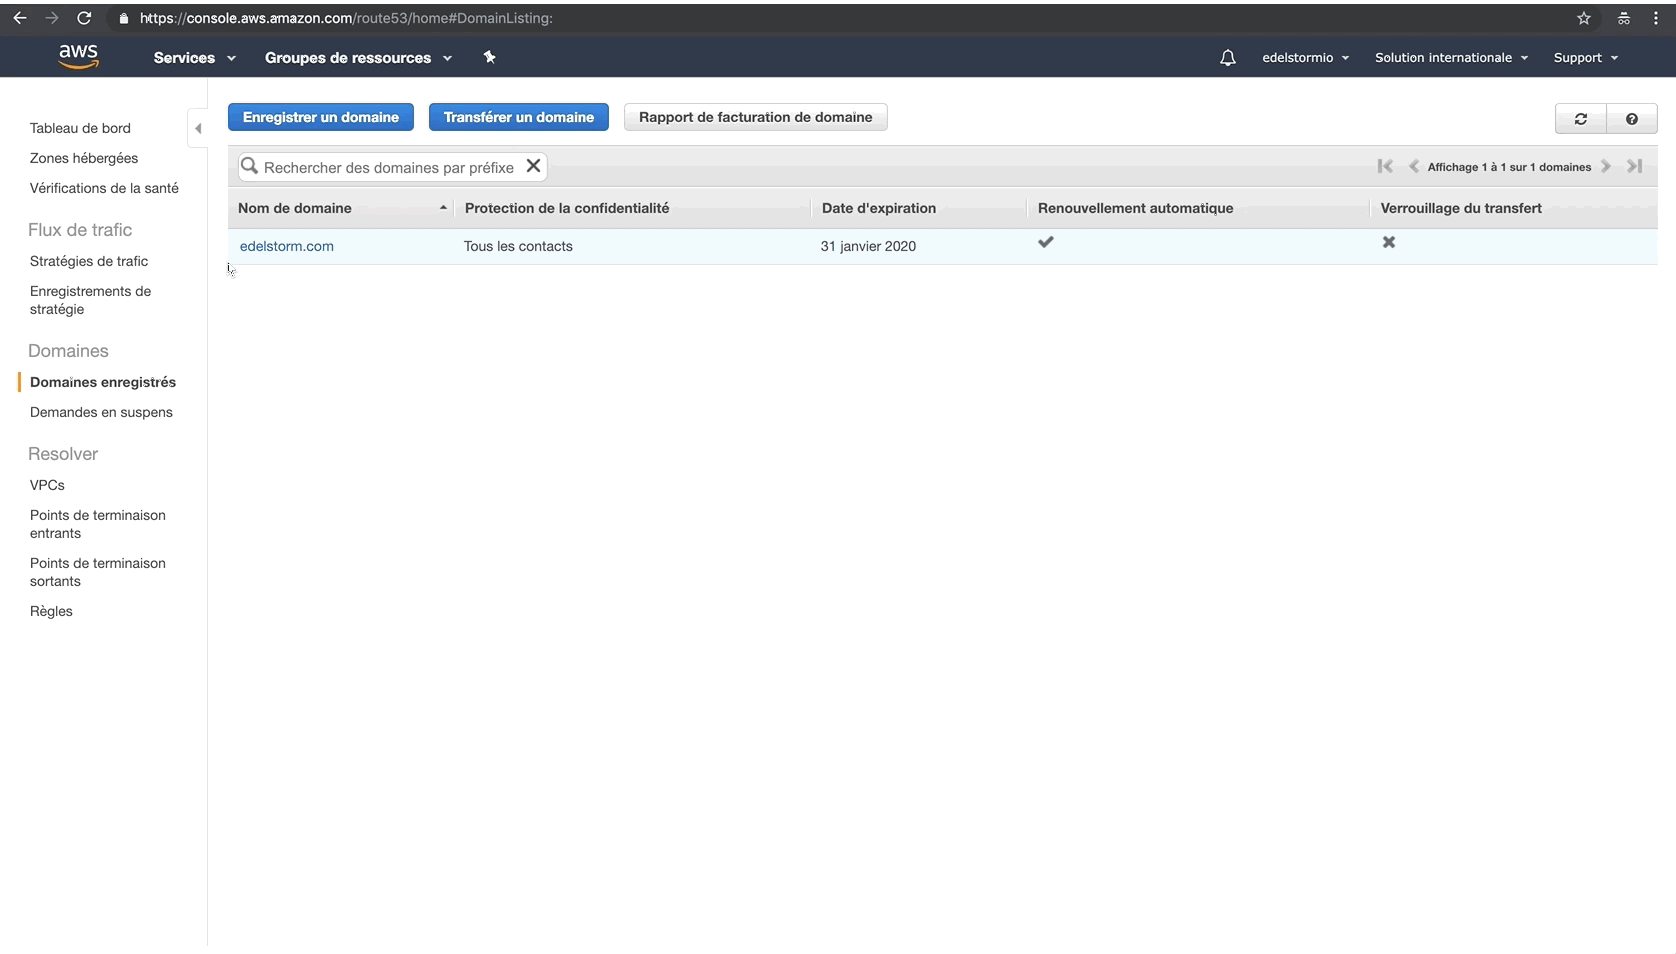 https://console.aws.amazon.com/route53/home#DomainListing:
aws Services Groupes de ressources edelstormio Solution internationale Support
Tableau de bord
Zones hébergées
Vérifications de la santé
Flux de trafic
Stratégies de trafic
Enregistrements de
stratégie
Domaines
Domaines enregistrés
Demandes en suspens
Resolver
VPCs
Points de terminaison
entrants
Points de terminaison
sortants
Règles
Enregistrer un domaine Transférer un domaine Rapport de facturation de domaine
Rechercher des domaines par préfixe Affichage 1 à 1 sur 1 domaines
Nom de domaine Protection de la confidentialité Date d'expiration Renouvellement automatique Verrouillage du transfert
edelstorm.com Tous les contacts 31 janvier 2020